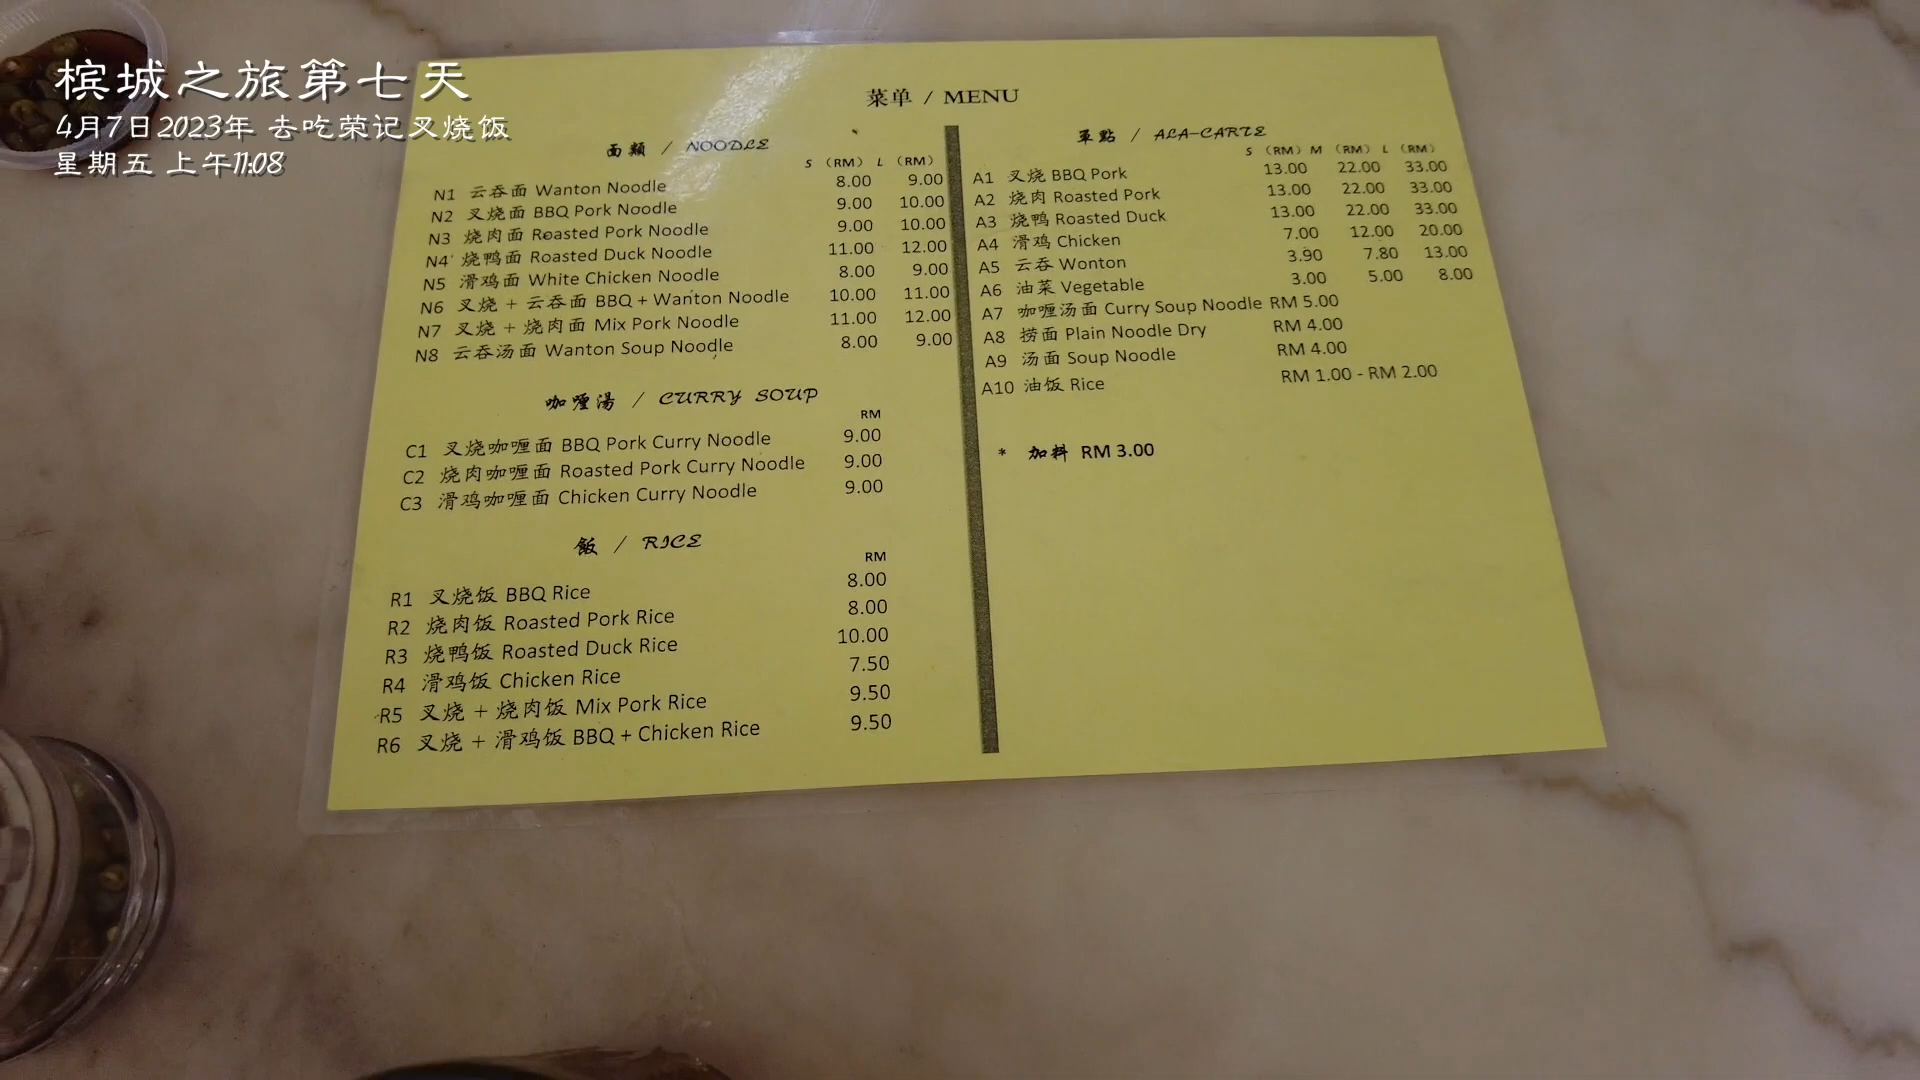 槟城之旅第七天
4月7日2023年 去吃荣记叉烧饭
星期五 上午11:08
菜单 / MENU
面類 / NOODLE
S (RM) L (RM)
N1 云吞面 Wanton Noodle 8.00 9.00
N2 叉烧面 BBQ Pork Noodle 9.00 10.00
N3 烧肉面 Roasted Pork Noodle 9.00 10.00
N4 烧鸭面 Roasted Duck Noodle 11.00 12.00
N5 滑鸡面 White Chicken Noodle 8.00 9.00
N6 叉烧 + 云吞面 BBQ + Wanton Noodle 10.00 11.00
N7 叉烧 + 烧肉面 Mix Pork Noodle 11.00 12.00
N8 云吞汤面 Wanton Soup Noodle 8.00 9.00
咖喱湯 / CURRY SOUP
RM
C1 叉烧咖喱面 BBQ Pork Curry Noodle 9.00
C2 烧肉咖喱面 Roasted Pork Curry Noodle 9.00
C3 滑鸡咖喱面 Chicken Curry Noodle 9.00
飯 / RICE
RM
R1 叉烧饭 BBQ Rice 8.00
R2 烧肉饭 Roasted Pork Rice 8.00
R3 烧鸭饭 Roasted Duck Rice 10.00
R4 滑鸡饭 Chicken Rice 7.50
R5 叉烧 + 烧肉饭 Mix Pork Rice 9.50
R6 叉烧 + 滑鸡饭 BBQ + Chicken Rice 9.50
單點 / ALA-CARTE
S (RM) M (RM) L (RM)
A1 叉烧 BBQ Pork 13.00 22.00 33.00
A2 烧肉 Roasted Pork 13.00 22.00 33.00
A3 烧鸭 Roasted Duck 13.00 22.00 33.00
A4 滑鸡 Chicken 7.00 12.00 20.00
A5 云吞 Wonton 3.90 7.80 13.00
A6 油菜 Vegetable 3.00 5.00 8.00
A7 咖喱汤面 Curry Soup Noodle RM 5.00
A8 捞面 Plain Noodle Dry RM 4.00
A9 汤面 Soup Noodle RM 4.00
A10 油饭 Rice RM 1.00 - RM 2.00
* 加料 RM 3.00